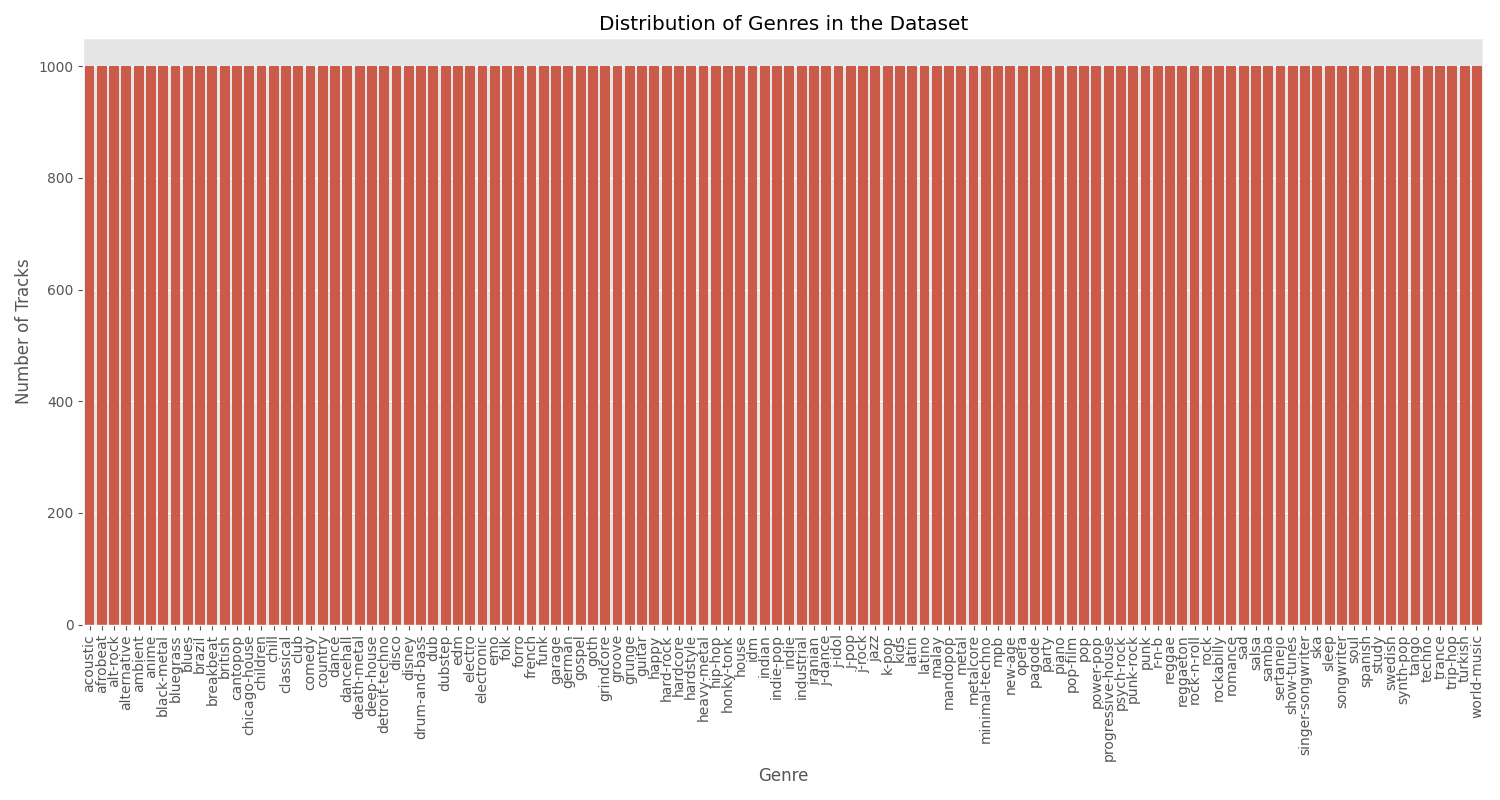 Distribution of Genres in the Dataset
1000
800
600
400
200
0
Number of Tracks
acoustic
afrobeat
alt-rock
alternative
ambient
anime
black-metal
bluegrass
blues
brazil
breakbeat
british
cantopop
chicago-house
children
chill
classical
club
comedy
country
dance
dancehall
death-metal
deep-house
detroit-techno
disco
disney
drum-and-bass
dub
dubstep
edm
electro
electronic
emo
folk
forro
french
funk
garage
german
gospel
goth
grindcore
groove
grunge
guitar
happy
hard-rock
hardcore
hardstyle
heavy-metal
hip-hop
honky-tonk
house
idm
indian
indie-pop
indie
industrial
iranian
j-dance
j-idol
j-pop
j-rock
jazz
k-pop
kids
latin
latino
malay
mandopop
metal
metalcore
minimal-techno
mpb
new-age
opera
pagode
party
piano
pop-film
pop
power-pop
progressive-house
psych-rock
punk-rock
punk
r-n-b
reggae
reggaeton
rock-n-roll
rock
rockabilly
romance
sad
salsa
samba
sertanejo
show-tunes
singer-songwriter
ska
sleep
songwriter
soul
spanish
study
swedish
synth-pop
tango
techno
trance
trip-hop
turkish
world-music
Genre